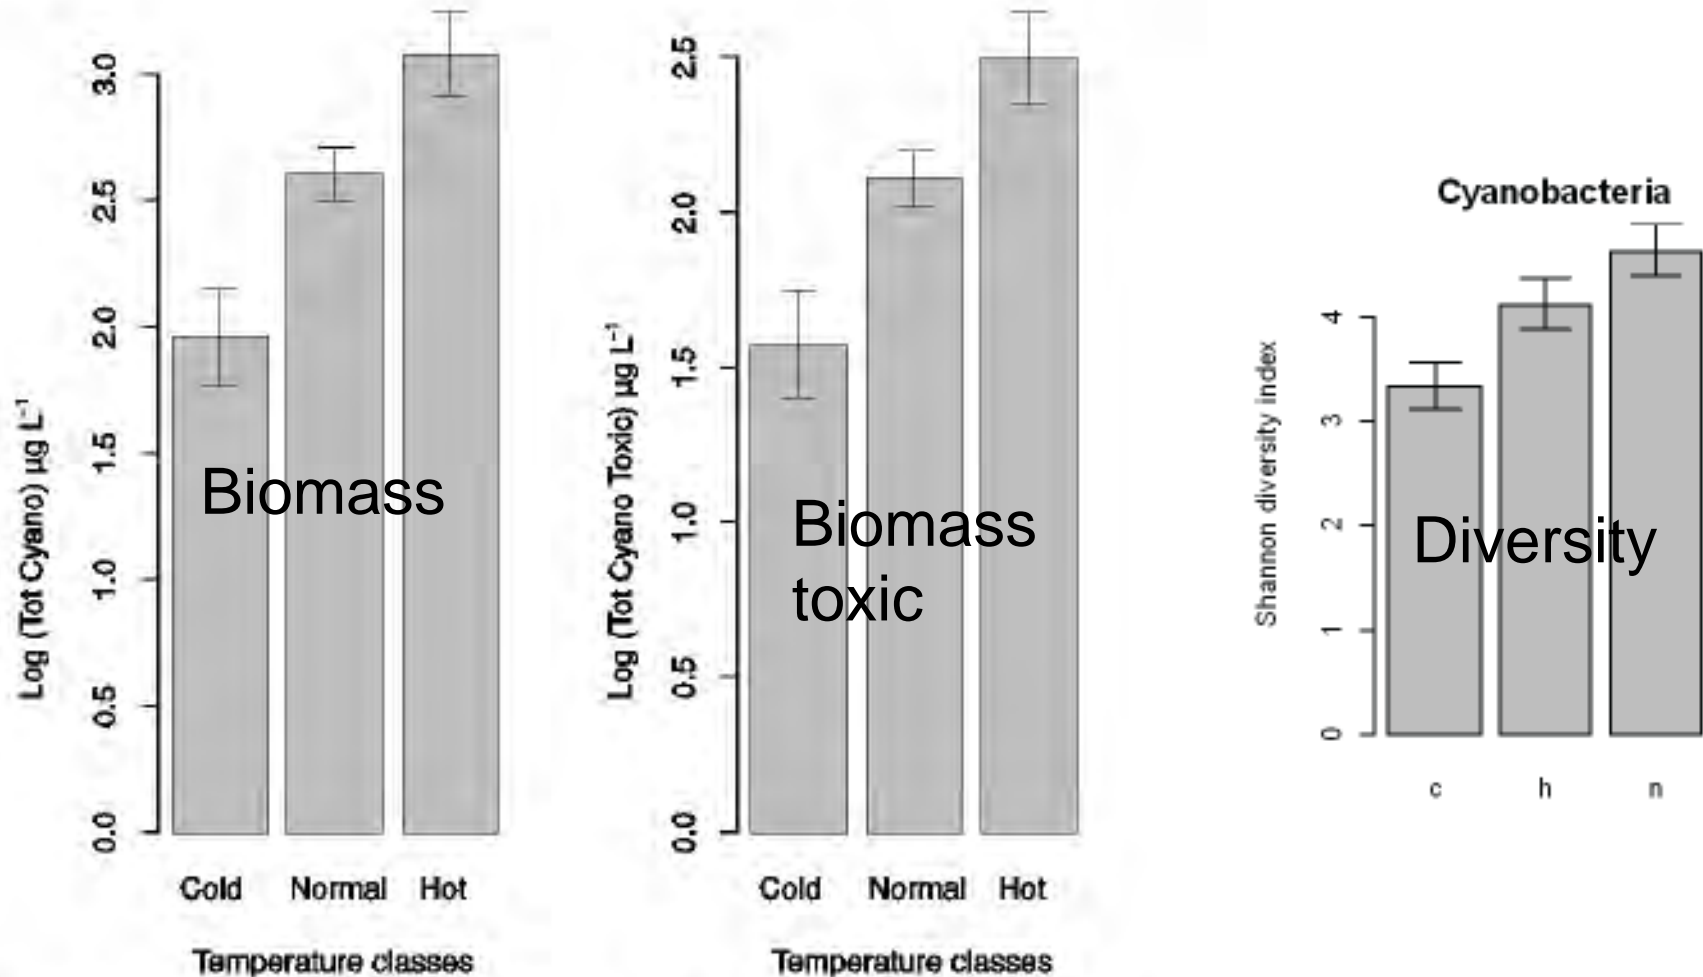 Log (Tot Cyano) µg L⁻¹
3.0
2.5
2.0
1.5
1.0
0.5
0.0
Biomass
Cold Normal Hot
Temperature classes
Log (Tot Cyano Toxic) µg L⁻¹
2.5
2.0
1.5
1.0
0.5
0.0
Biomass
toxic
Cold Normal Hot
Temperature classes
Cyanobacteria
Shannon diversity index
4
3
2
1
0
Diversity
c h n